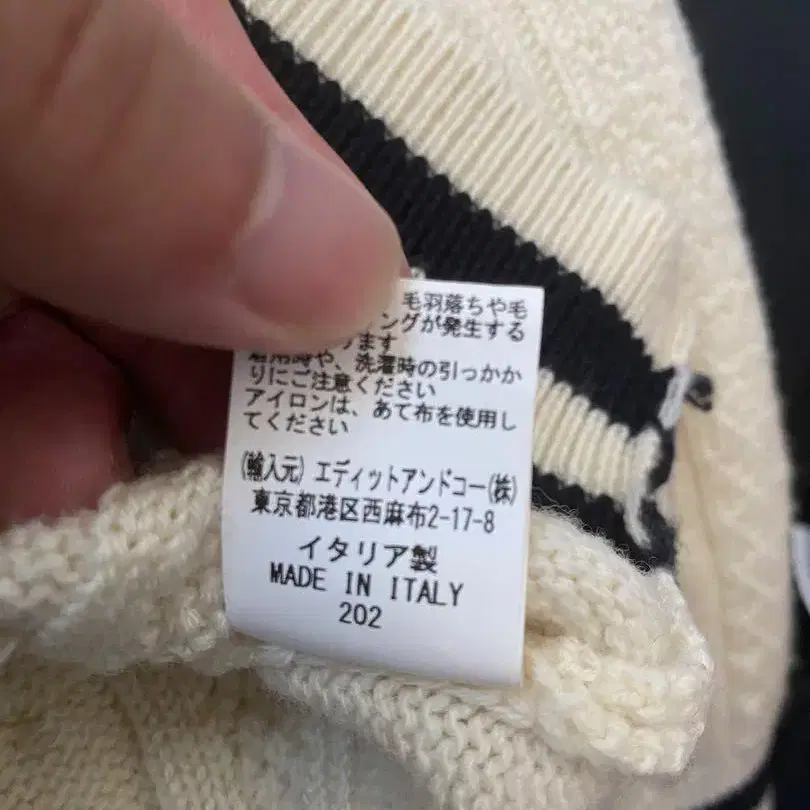 毛羽落ちや毛
ングが発生する
ります
着用時や、洗濯時の引っかか
りにご注意ください
アイロンは、あて布を使用し
てください
(輸入元) エディットアンドコー(株)
東京都港区西麻布2-17-8
イタリア製
MADE IN ITALY
202